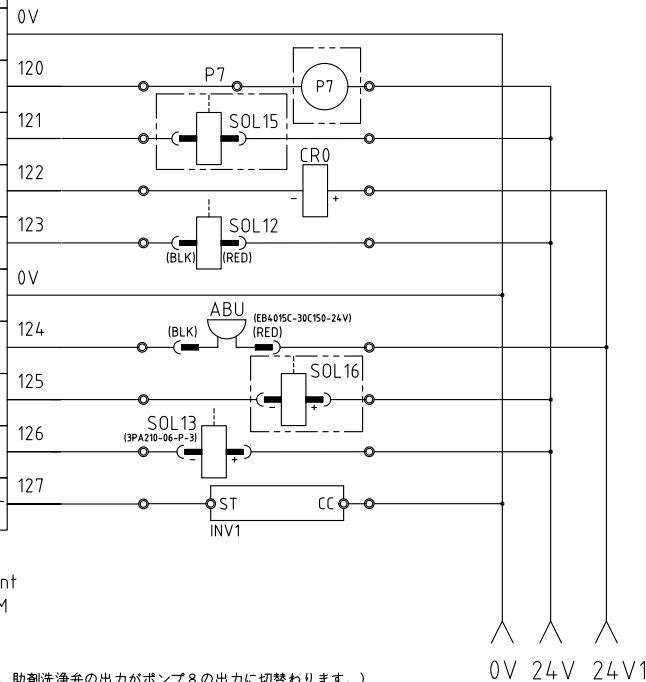 0V
120
P7
P7
121
SOL15
122
CR0
- +
123
SOL12
(BLK) (RED)
0V
124
ABU
(EB4015C-30C150-24V)
(BLK) (RED)
125
SOL16
- +
126
SOL13
(3PA210-06-P-3)
- +
127
ST CC
INV1
nt
M
助剤洗浄弁の出力がポンプ8の出力に切替わります。)
0V 24V 24V1